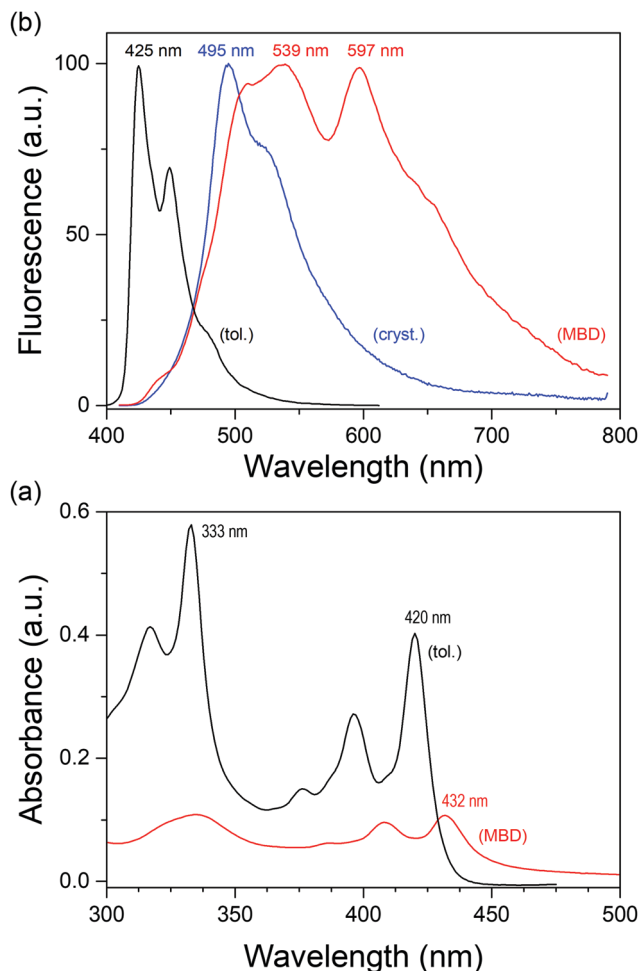 (b)
425 nm 495 nm 539 nm 597 nm
100
50
0
Fluorescence (a.u.)
(tol.) (cryst.) (MBD)
400 500 600 700 800
Wavelength (nm)
(a)
0.6
0.4
0.2
0.0
Absorbance (a.u.)
333 nm
420 nm
(tol.)
432 nm
(MBD)
300 350 400 450 500
Wavelength (nm)